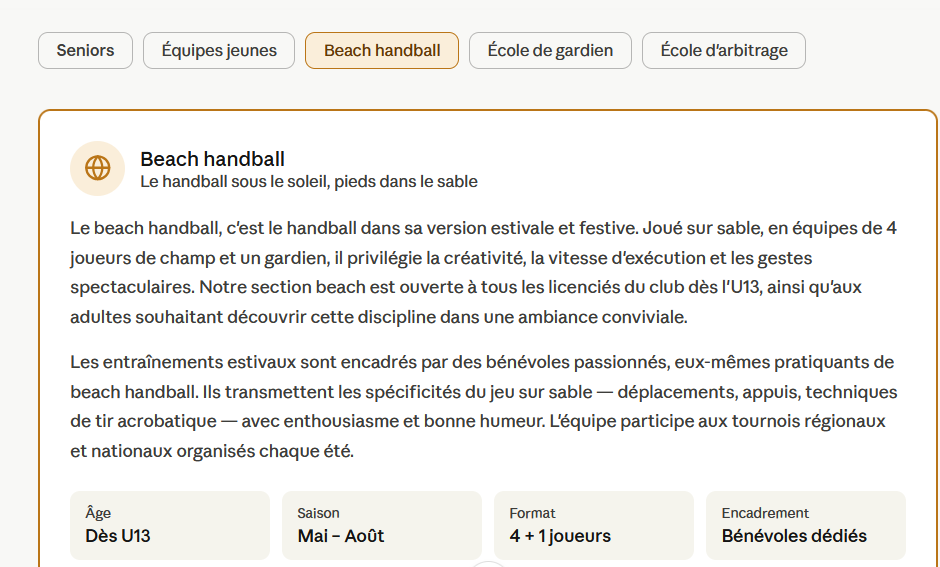 Seniors
Équipes jeunes
Beach handball
École de gardien
École d'arbitrage
Beach handball
Le handball sous le soleil, pieds dans le sable
Le beach handball, c'est le handball dans sa version estivale et festive. Joué sur sable, en équipes de 4
joueurs de champ et un gardien, il privilégie la créativité, la vitesse d'exécution et les gestes
spectaculaires. Notre section beach est ouverte à tous les licenciés du club dès l'U13, ainsi qu'aux
adultes souhaitant découvrir cette discipline dans une ambiance conviviale.
Les entraînements estivaux sont encadrés par des bénévoles passionnés, eux-mêmes pratiquants de
beach handball. Ils transmettent les spécificités du jeu sur sable — déplacements, appuis, techniques
de tir acrobatique — avec enthousiasme et bonne humeur. L'équipe participe aux tournois régionaux
et nationaux organisés chaque été.
Âge
Dès U13
Saison
Mai – Août
Format
4 + 1 joueurs
Encadrement
Bénévoles dédiés